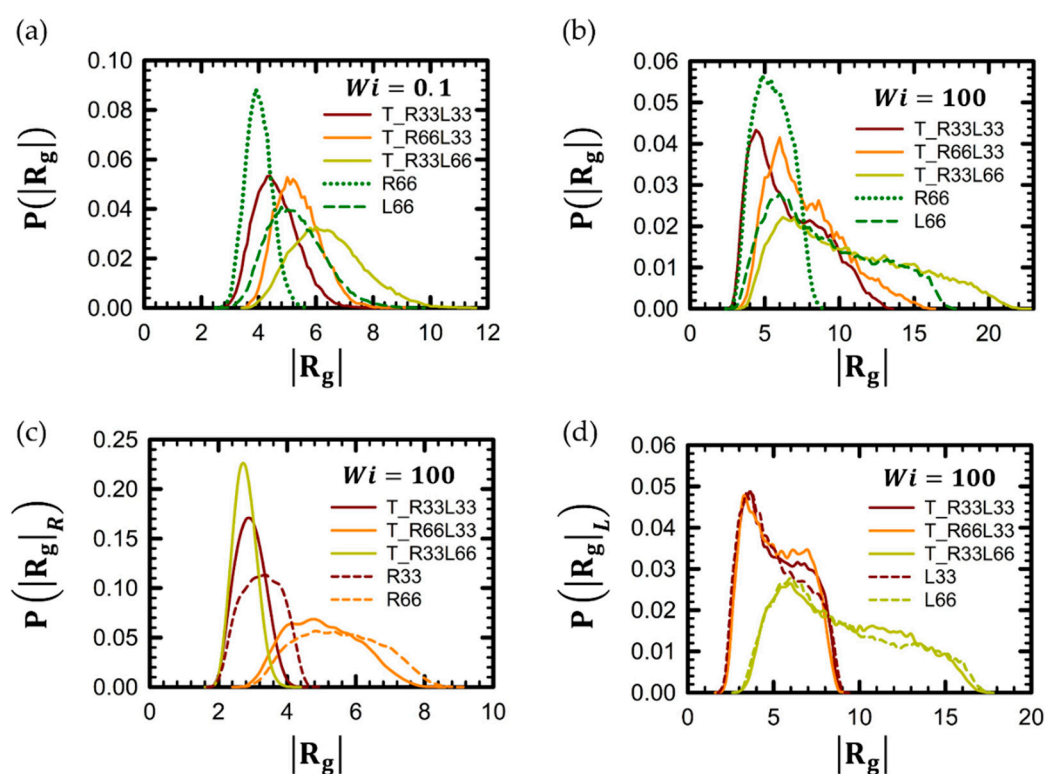 (a)
0.10
0.08
0.06
0.04
0.02
0.00
P(|Rg|)
Wi = 0.1
T_R33L33
T_R66L33
T_R33L66
R66
L66
0 2 4 6 8 10 12
|Rg|
(b)
0.06
0.05
0.04
0.03
0.02
0.01
0.00
P(|Rg|)
Wi = 100
T_R33L33
T_R66L33
T_R33L66
R66
L66
0 5 10 15 20
|Rg|
(c)
0.25
0.20
0.15
0.10
0.05
0.00
P(|Rg|R)
Wi = 100
T_R33L33
T_R66L33
T_R33L66
R33
R66
0 2 4 6 8 10
|Rg|
(d)
0.06
0.05
0.04
0.03
0.02
0.01
0.00
P(|Rg|L)
Wi = 100
T_R33L33
T_R66L33
T_R33L66
L33
L66
0 5 10 15 20
|Rg|